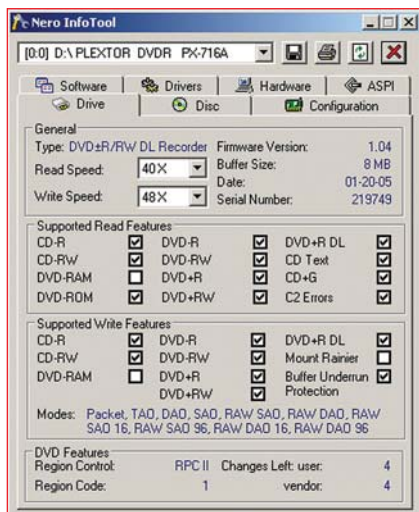 Nero InfoTool
[0:0] D:\ PLEXTOR DVDR PX-716A
Software Drivers Hardware ASPI
Drive Disc Configuration
General
Type: DVD±R/RW DL Recorder Firmware Version: 1.04
Read Speed: 40X Buffer Size: 8 MB
Date: 01-20-05
Write Speed: 48X Serial Number: 219749
Supported Read Features
CD-R DVD-R DVD+R DL
CD-RW DVD-RW CD Text
DVD-RAM DVD+R CD+G
DVD-ROM DVD+RW C2 Errors
Supported Write Features
CD-R DVD-R DVD+R DL
CD-RW DVD-RW Mount Rainier
DVD-RAM DVD+R Buffer Underrun
DVD+RW Protection
Modes: Packet, TAO, DAO, SAO, RAW SAO, RAW DAO, RAW
SAO 16, RAW SAO 96, RAW DAO 16, RAW DAO 96
DVD Features
Region Control: RPC II Changes Left: user: 4
Region Code: 1 vendor: 4